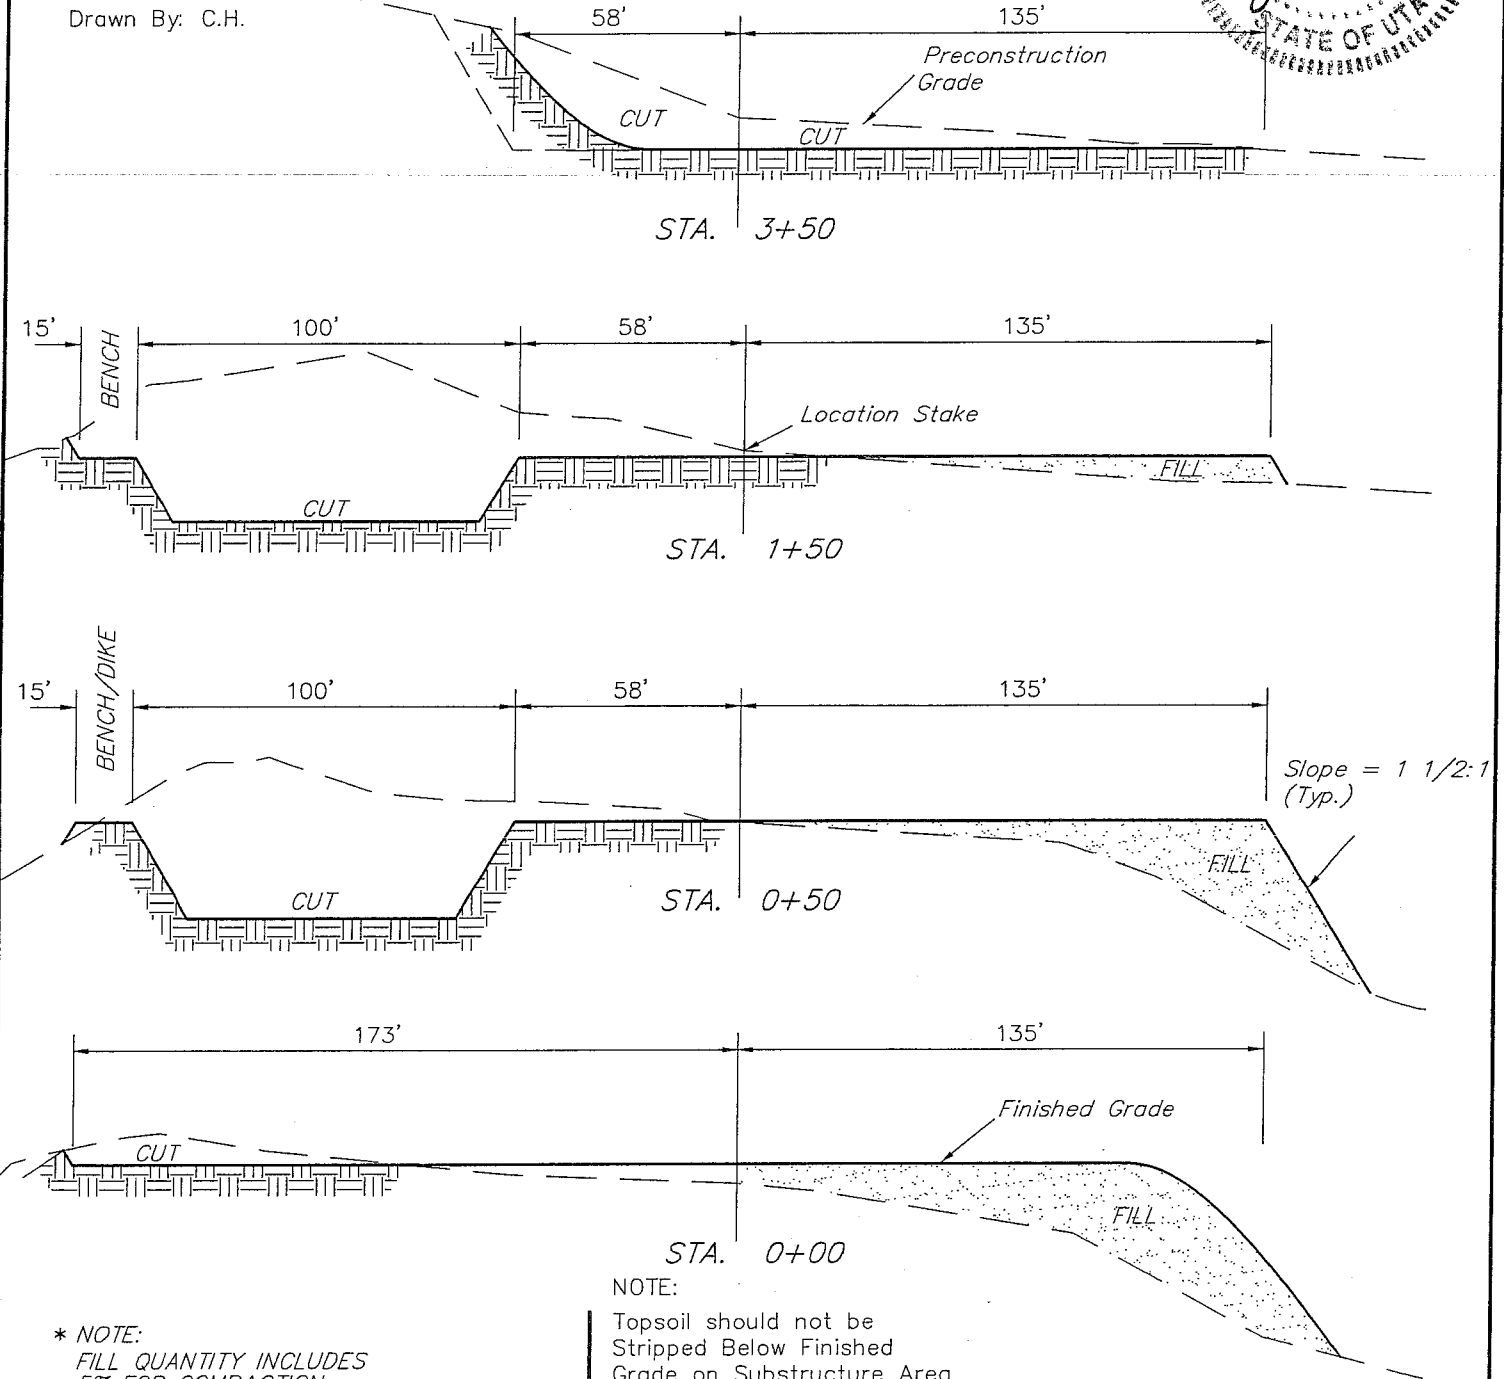 Drawn By: C.H.
STATE OF UTA
58' 135'
Preconstruction
Grade
CUT
CUT
STA. 3+50
15' BENCH 100' 58' 135'
Location Stake
FILL
CUT
STA. 1+50
15' BENCH/DIKE 100' 58' 135'
Slope = 1 1/2:1
(Typ.)
FILL
CUT
STA. 0+50
173' 135'
Finished Grade
CUT
FILL
STA. 0+00
NOTE:
Topsoil should not be
Stripped Below Finished
Grade on Substructure Area
* NOTE:
FILL QUANTITY INCLUDES
5% FOR COMPACTION